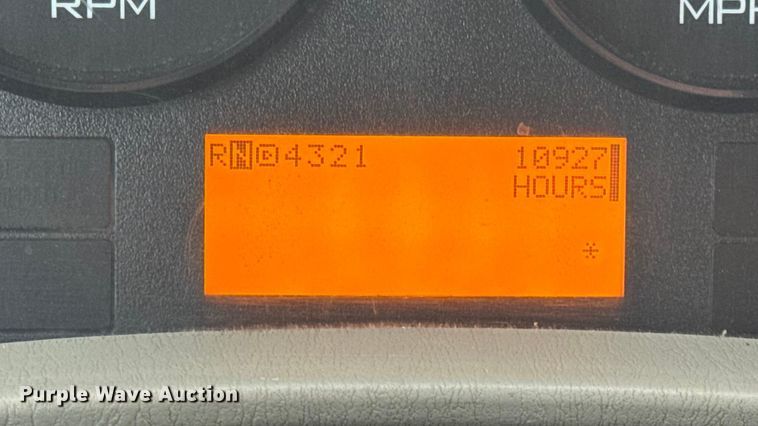 RPM
MPH
RND4321
10927
HOURS
*
Purple Wave Auction